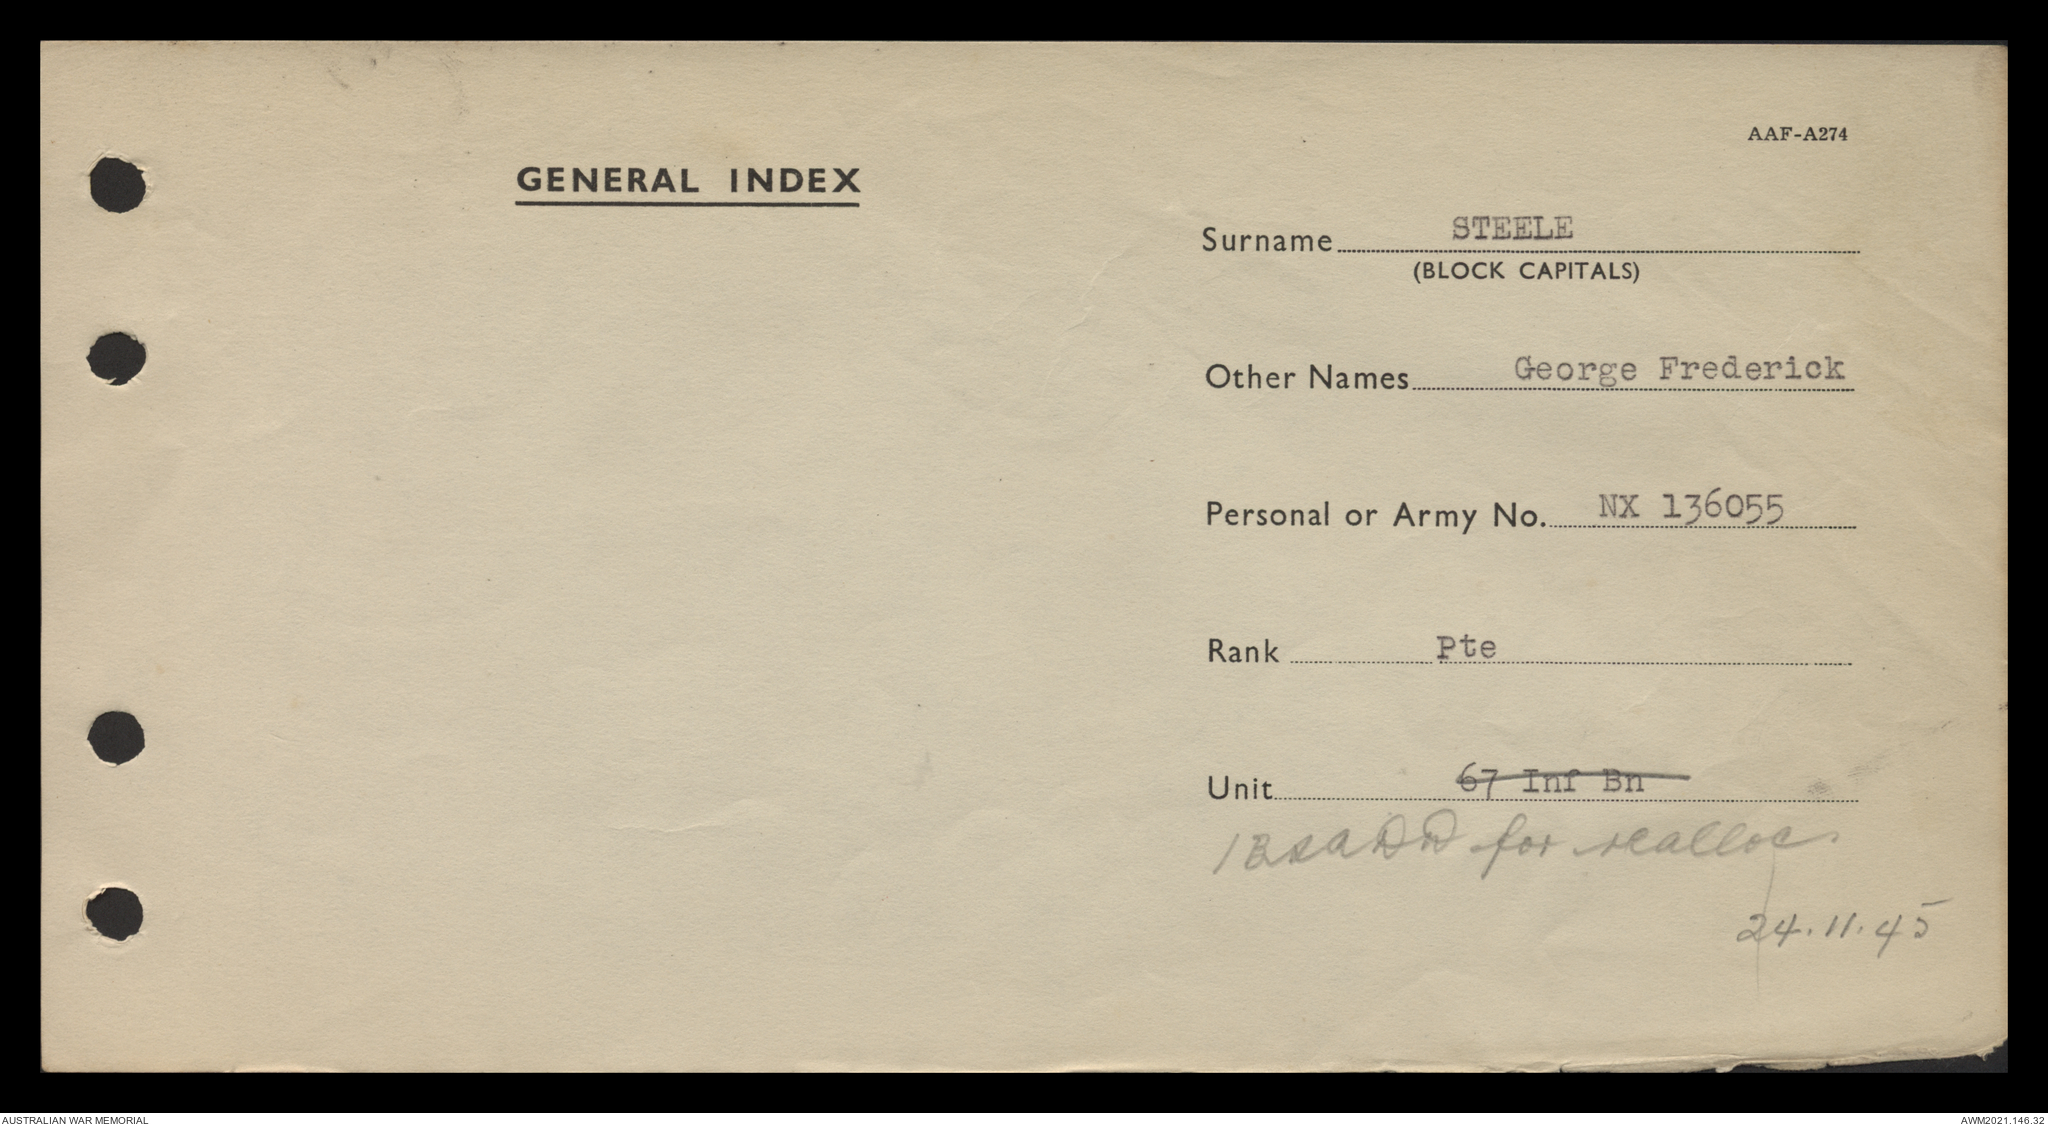 AAF-A274
GENERAL INDEX
Surname STEELE
(BLOCK CAPITALS)
Other Names George Frederick
Personal or Army No. NX 136055
Rank Pte
Unit 67 Inf Bn
for realloc
24.11.45
AUSTRALIAN WAR MEMORIAL
AWM2021.146.32